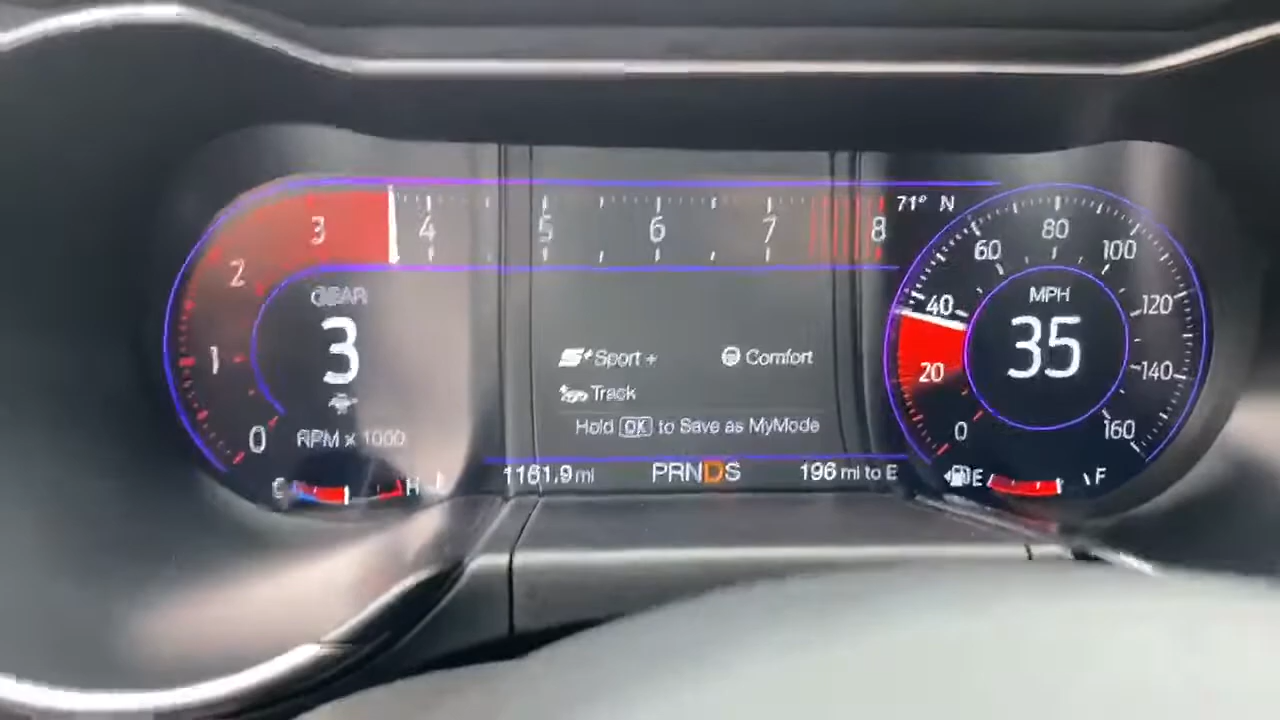 3 4 5 6 7 8
71° N
2
1
0
GEAR
3
RPM x 1000
C H
S+ Sport +
Comfort
Track
Hold OK to Save as MyMode
1161.9 mi
PRNDS
196 mi to E
0 20 40 60 80 100 120 140 160
MPH
35
E F